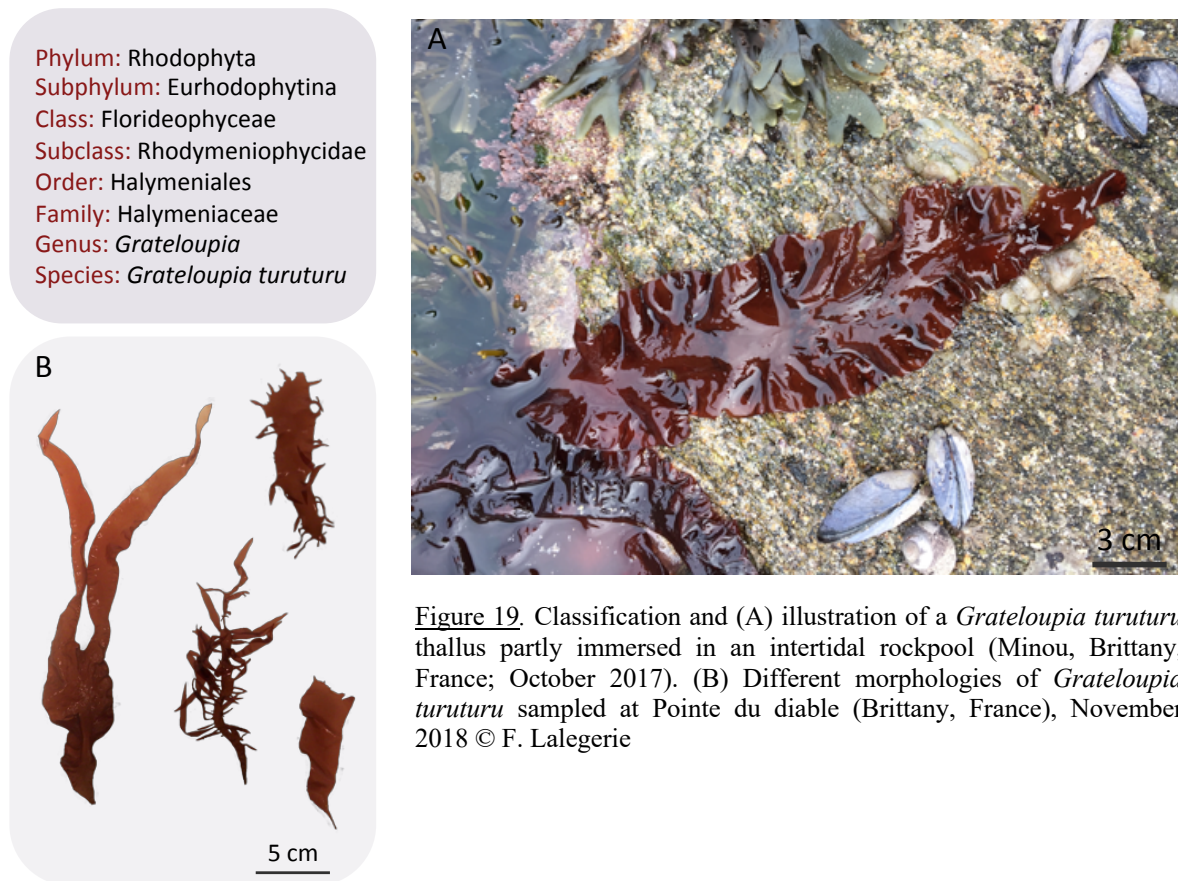 Phylum: Rhodophyta
Subphylum: Eurhodophytina
Class: Florideophyceae
Subclass: Rhodymeniophycidae
Order: Halymeniales
Family: Halymeniaceae
Genus: Grateloupia
Species: Grateloupia turuturu
A
3 cm
B
5 cm
Figure 19. Classification and (A) illustration of a Grateloupia turuturu
thallus partly immersed in an intertidal rockpool (Minou, Brittany,
France; October 2017). (B) Different morphologies of Grateloupia
turuturu sampled at Pointe du diable (Brittany, France), November
2018 © F. Lalegerie